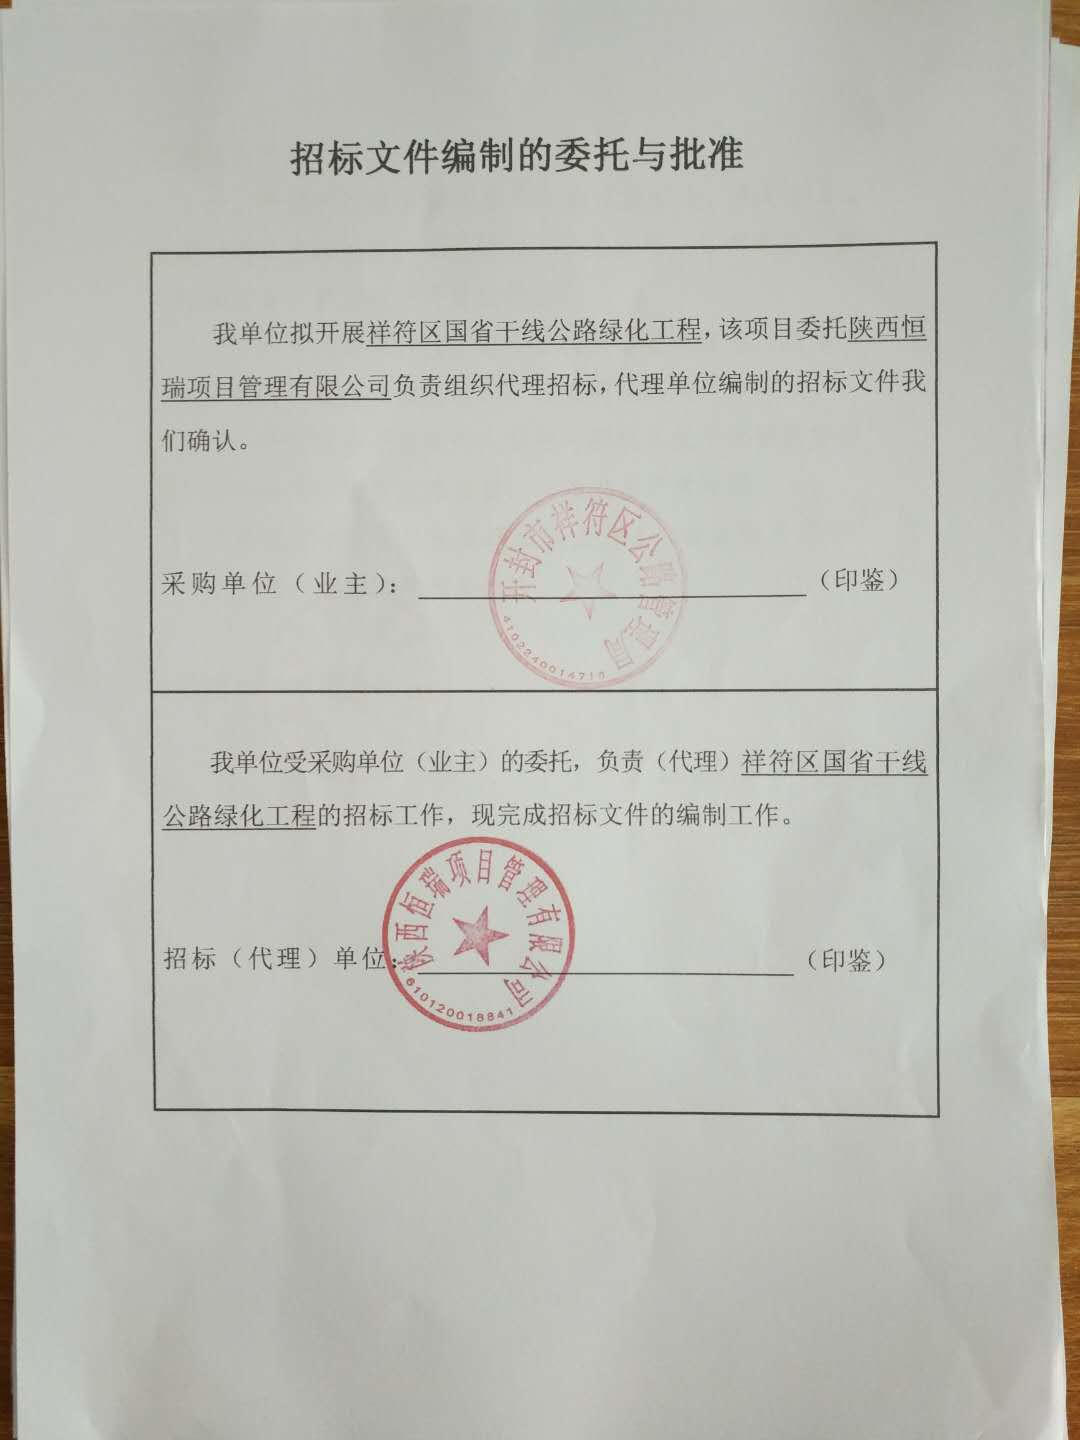 招标文件编制的委托与批准
我单位拟开展祥符区国省干线公路绿化工程，该项目委托陕西恒
瑞项目管理有限公司负责组织代理招标，代理单位编制的招标文件我
们确认。
开封市祥符区公路管理局
采购单位（业主）：
（印鉴）
4102240014710
我单位受采购单位（业主）的委托，负责（代理）祥符区国省干线
公路绿化工程的招标工作，现完成招标文件的编制工作。
陕西恒瑞项目管理有限公司
招标（代理）单位：
（印鉴）
610120018841